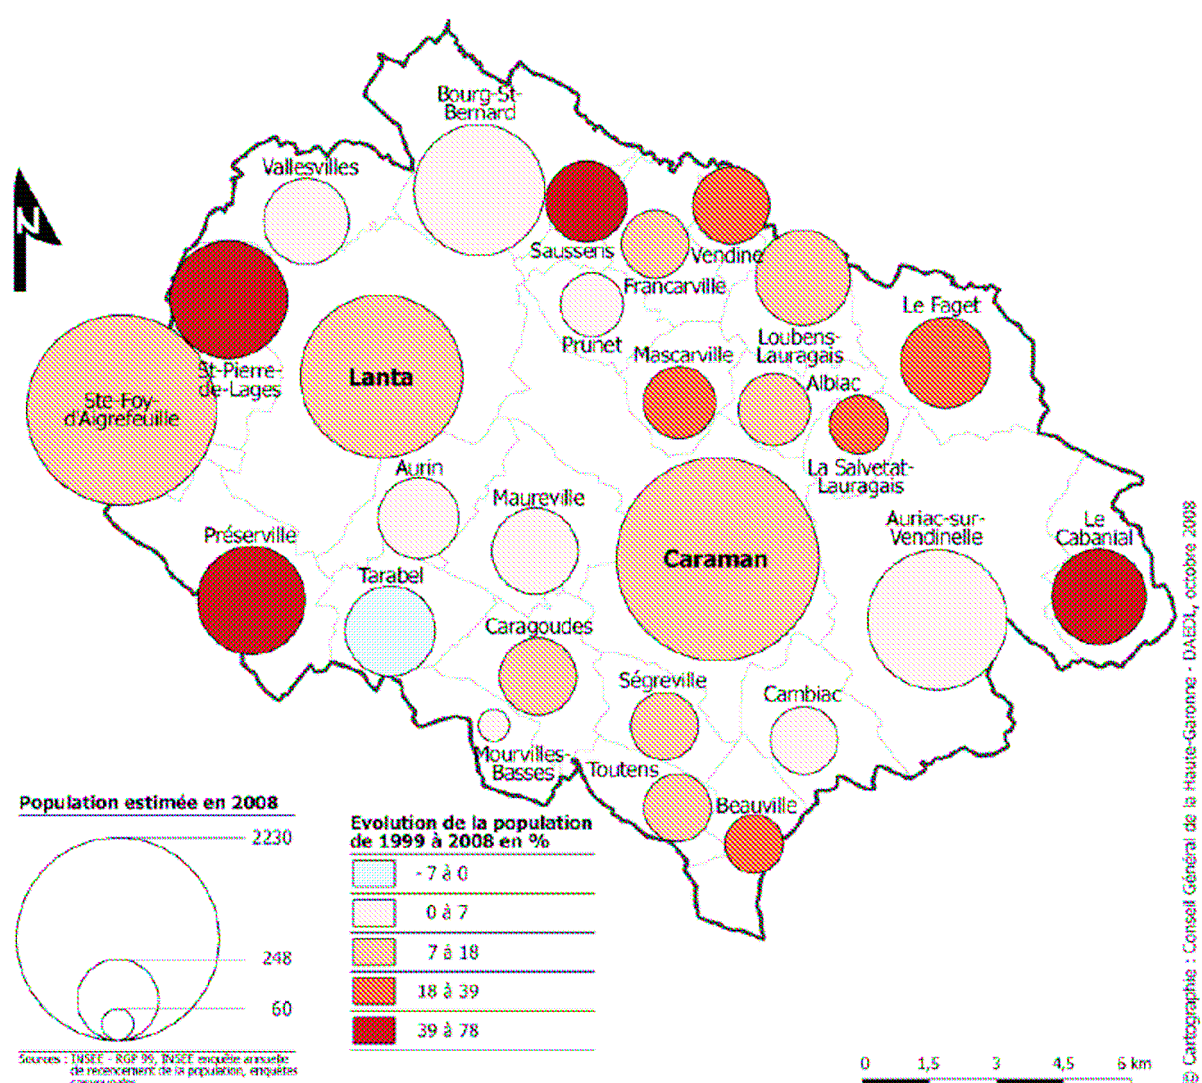 Bourg-St-
Bernard
Vallesvilles
N
Saussens
Vendine
Francarville
Le Faget
Prunet
Loubens-
Lauragais
Mascarville
St-Pierre-
de-Lages
Lanta
Albiac
Ste-Foy
d'Aigrefeuille
Aurin
La Salvetat-
Lauragais
Maureville
Auriac-sur-
Vendinelle
Le
Cabanial
Préserville
Caraman
Tarabel
Caragoudes
Ségreville
Cambiac
Mourvilles-
Basses
Toutens
Beauville
Population estimée en 2008
2230
248
60
Sources : INSEE - RGP 99, INSEE enquête annuelle
de recencement de la population, enquêtes
Evolution de la population
de 1999 à 2008 en %
- 7 à 0
0 à 7
7 à 18
18 à 39
39 à 78
0 1,5 3 4,5 6 km
© Cartographie : Conseil Général de la Haute-Garonne - DAEDL, octobre 2008